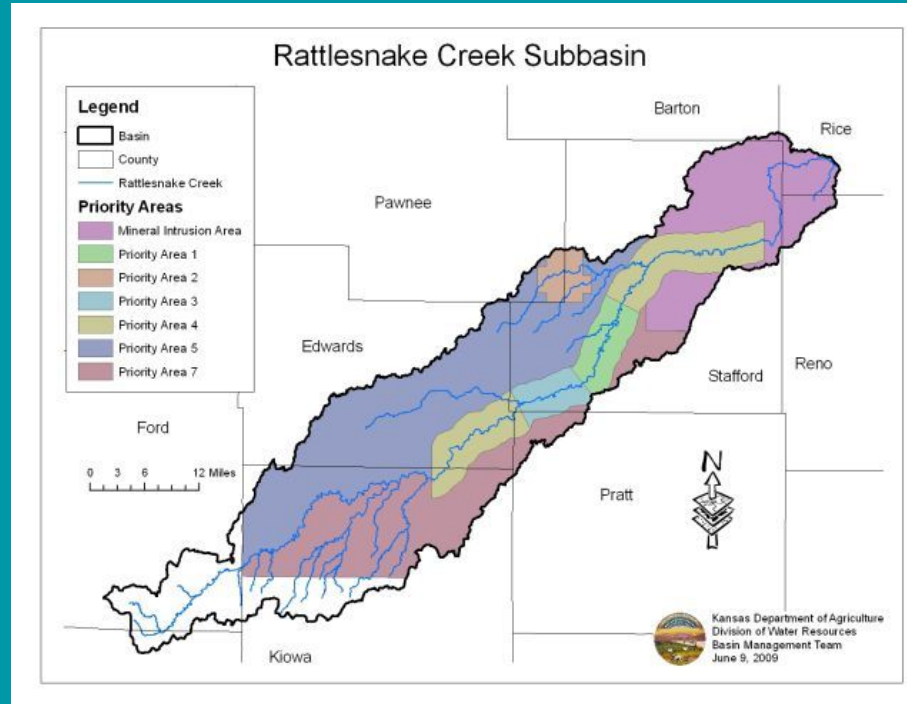 Rattlesnake Creek Subbasin
Legend
Basin
County
Rattlesnake Creek
Priority Areas
Mineral Intrusion Area
Priority Area 1
Priority Area 2
Priority Area 3
Priority Area 4
Priority Area 5
Priority Area 7
Barton
Rice
Pawnee
Edwards
Stafford
Reno
Ford
0 3 6 12 Miles
N
Pratt
Kiowa
Kansas Department of Agriculture
Division of Water Resources
Basin Management Team
June 9, 2009